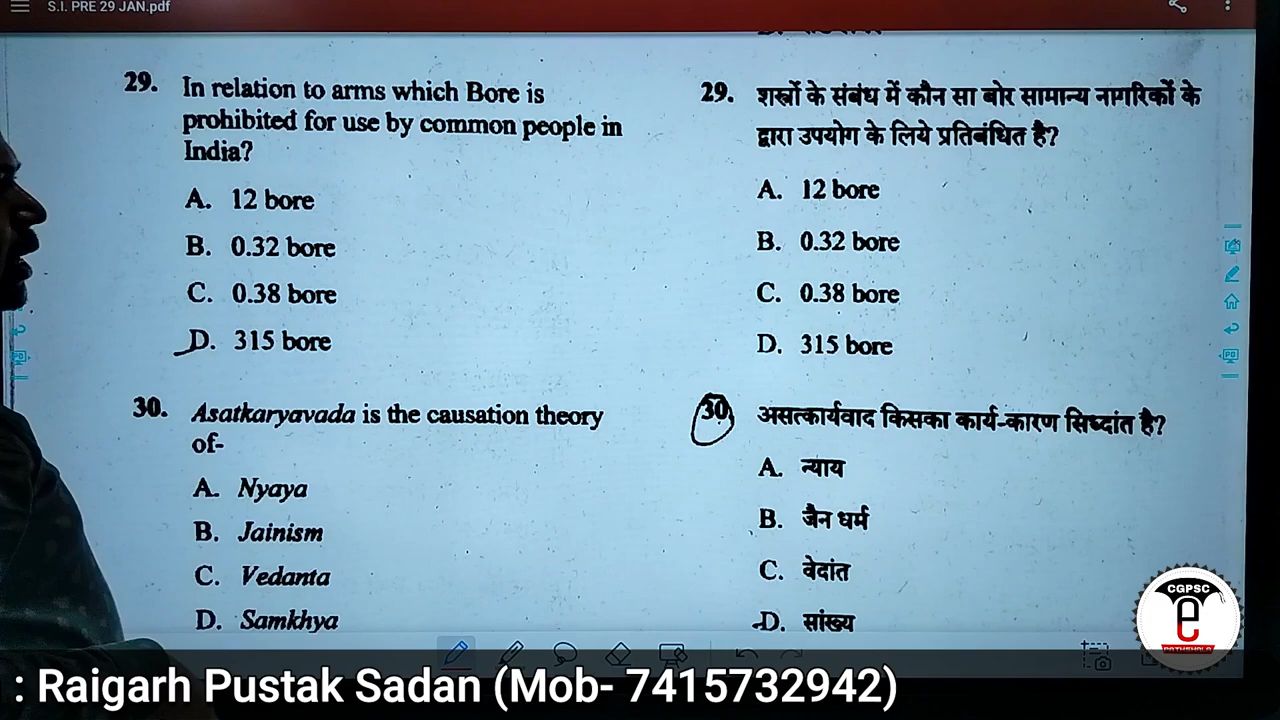 S.I. PRE 29 JAN.pdf
29. In relation to arms which Bore is
prohibited for use by common people in
India?
A. 12 bore
B. 0.32 bore
C. 0.38 bore
D. 315 bore
30. Asatkaryavada is the causation theory
of-
A. Nyaya
B. Jainism
C. Vedanta
D. Samkhya
29. शस्त्रों के संबंध में कौन सा बोर सामान्य नागरिकों के
द्वारा उपयोग के लिये प्रतिबंधित है?
A. 12 bore
B. 0.32 bore
C. 0.38 bore
D. 315 bore
30. असत्कार्यवाद किसका कार्य-कारण सिध्दांत है?
A. न्याय
B. जैन धर्म
C. वेदांत
D. सांख्य
CGPSC
e
PATHSHALA
: Raigarh Pustak Sadan (Mob- 7415732942)